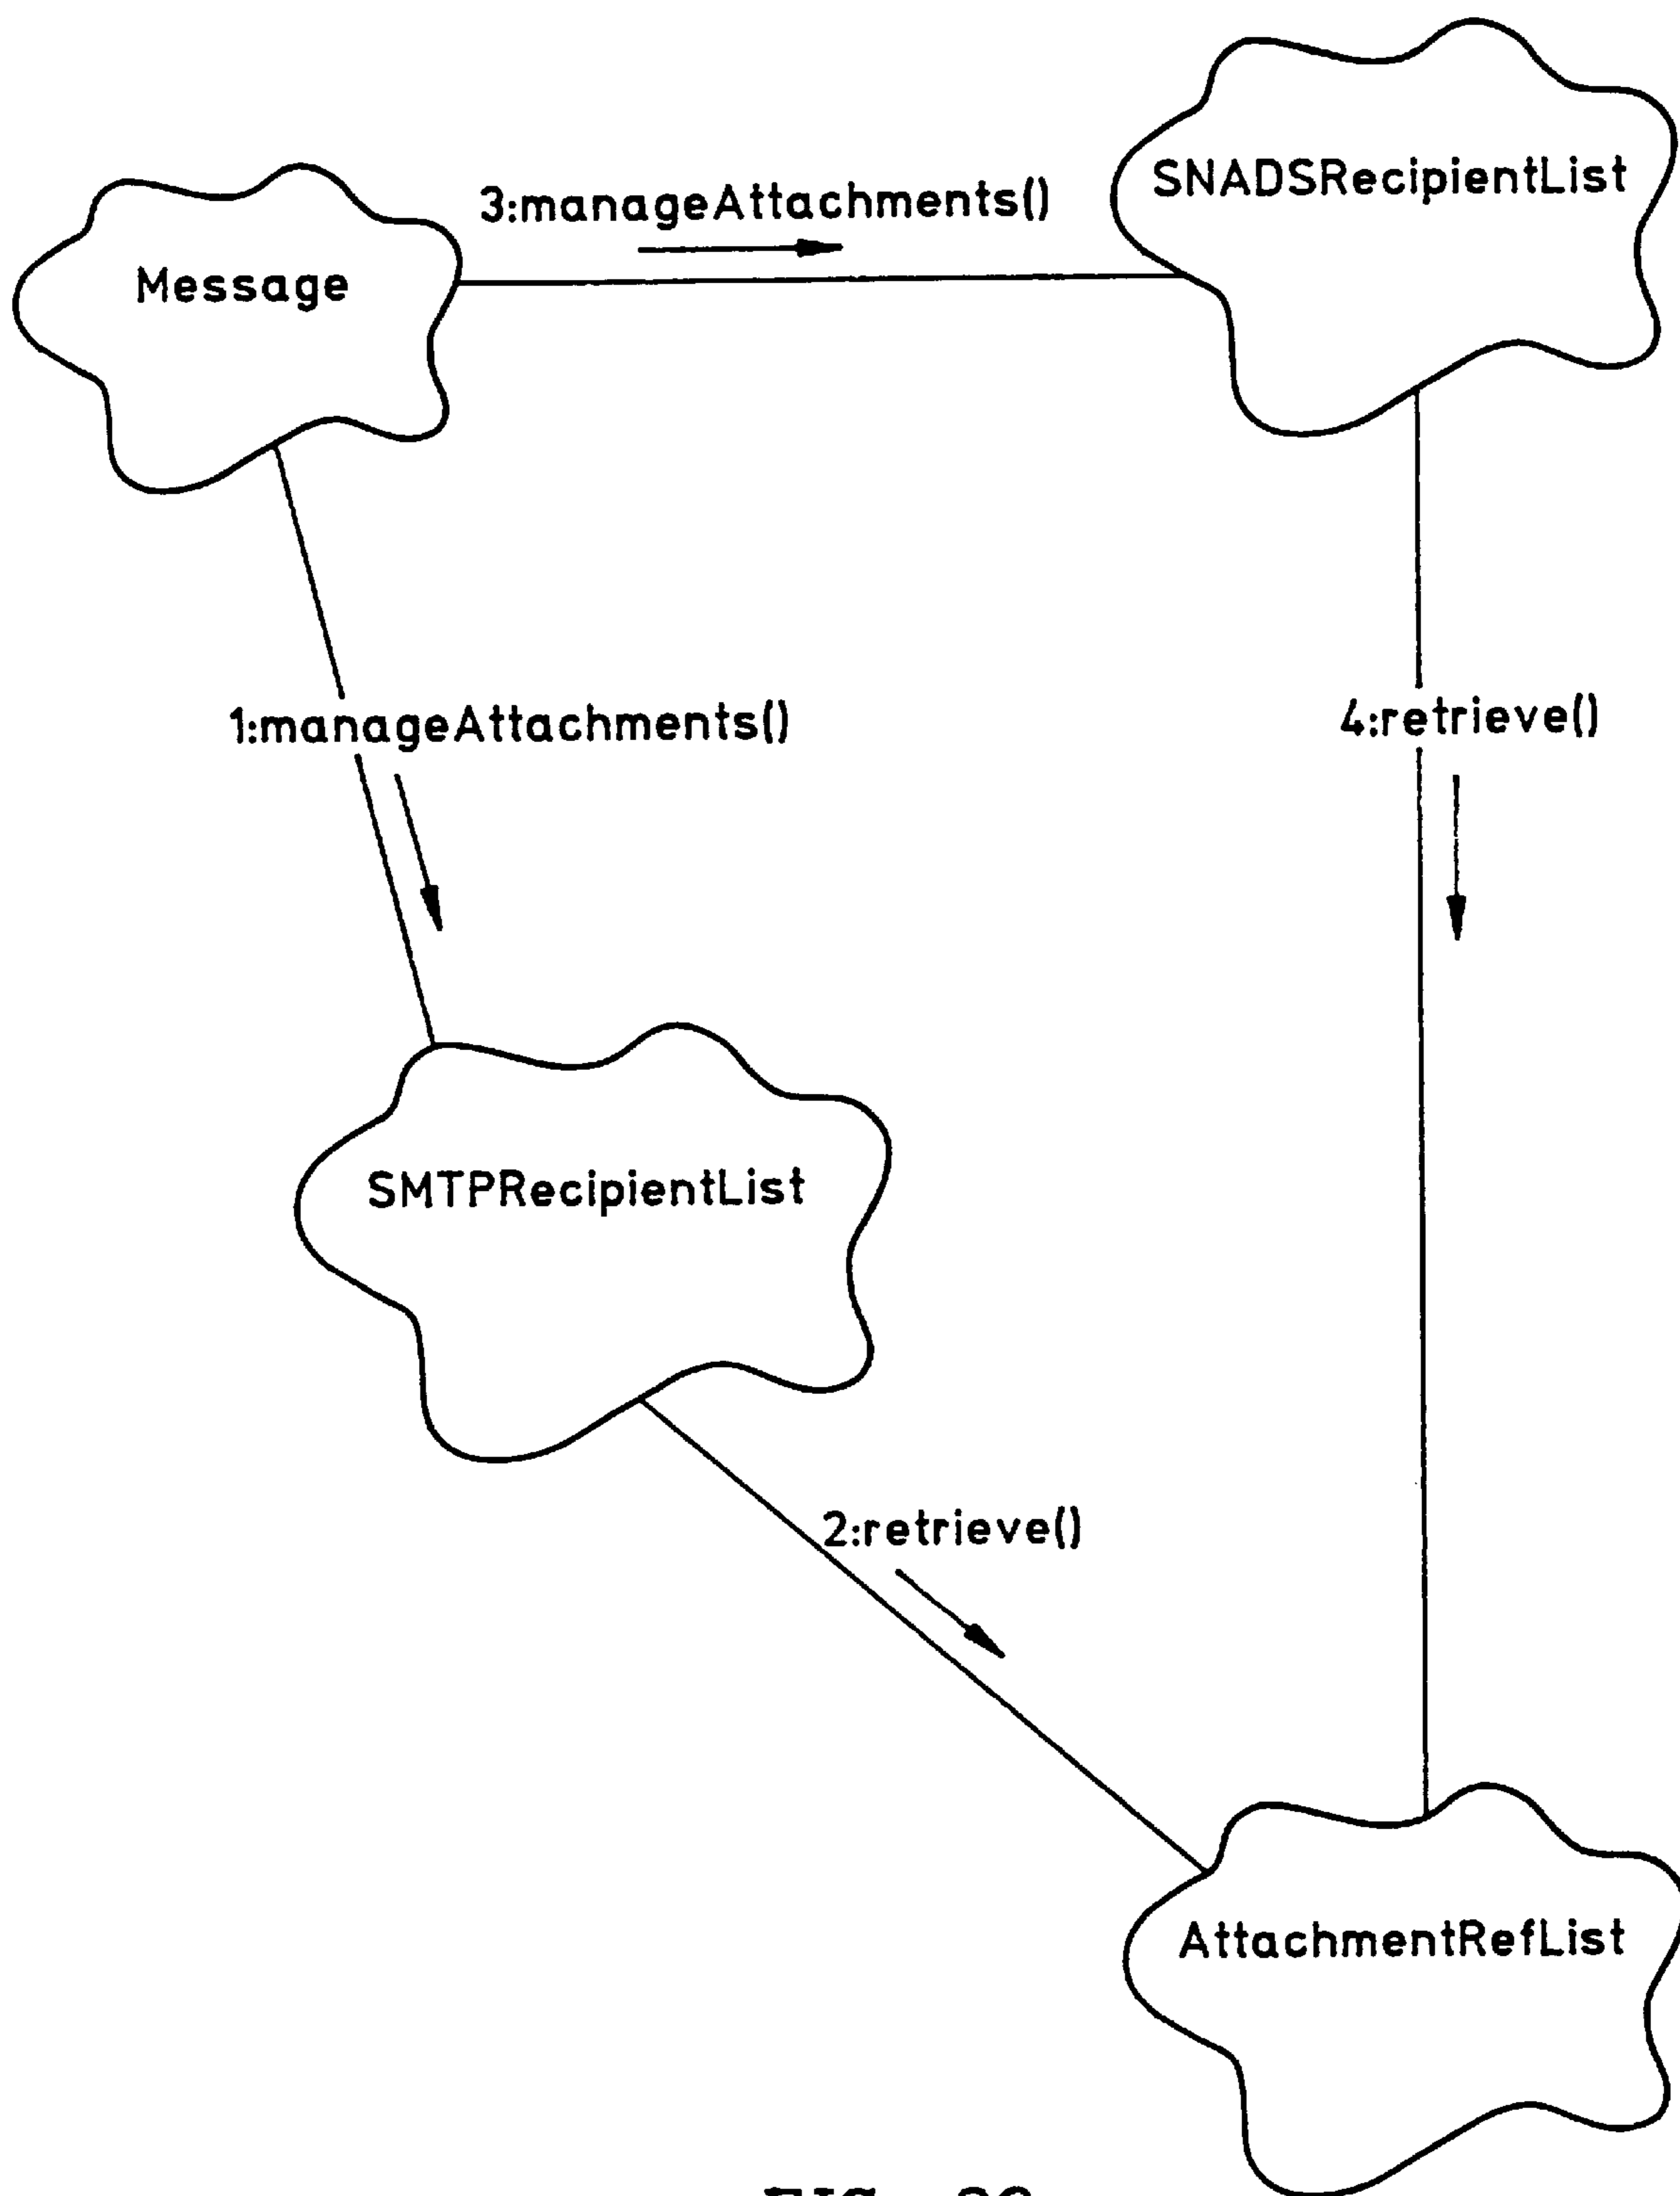 SNADSRecipientList
3:manageAttachments()
Message
1:manageAttachments()
4:retrieve()
SMTPRecipientList
2:retrieve()
AttachmentRefList